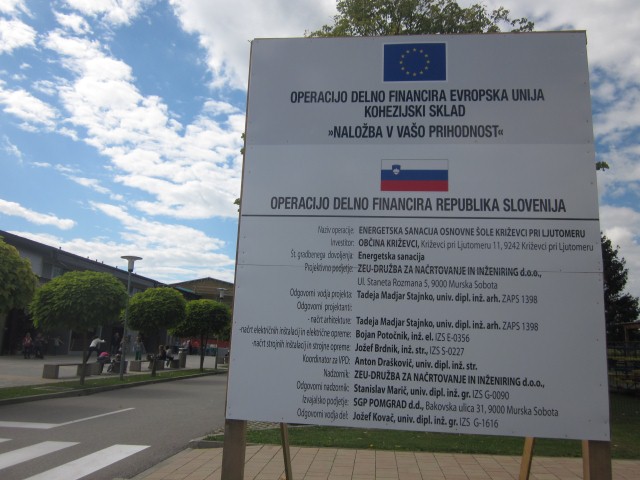 OPERACIJO DELNO FINANCIRA EVROPSKA UNIJA
KOHEZIJSKI SKLAD
»NALOŽBA V VAŠO PRIHODNOST«
OPERACIJO DELNO FINANCIRA REPUBLIKA SLOVENIJA
Naziv operacije: ENERGETSKA SANACIJA OSNOVNE ŠOLE KRIŽEVCI PRI LJUTOMERU
Investitor: OBČINA KRIŽEVCI, Križevci pri Ljutomeru 11, 9242 Križevci pri Ljutomeru
Št. gradbenega dovoljenja: Energetska sanacija
Projektivno podjetje: ZEU-DRUŽBA ZA NAČRTOVANJE IN INŽENIRING d.o.o.,
Ul. Staneta Rozmana 5, 9000 Murska Sobota
Odgovorni vodja projekta: Tadeja Madjar Stajnko, univ. dipl. inž. arh. ZAPS 1398
Odgovorni projektanti:
- načrt arhitekture: Tadeja Madjar Stajnko, univ. dipl. inž. arh. ZAPS 1398
-načrt električnih inštalacij in električne opreme: Bojan Potočnik, inž. el. IZS E-0356
-načrt strojnih inštalacij in strojne opreme: Jožef Brdnik, inž. str., IZS S-0227
Koordinator za VPD: Anton Draškovič, univ. dipl. inž. str.
Nadzornik: ZEU-DRUŽBA ZA NAČRTOVANJE IN INŽENIRING d.o.o.,
Odgovorni nadzornik: Stanislav Marič, univ. dipl. inž. gr. IZS G-0090
Izvajalsko podjetje: SGP POMGRAD d.d., Bakovska ulica 31, 9000 Murska Sobota
Odgovorni vodja del: Jožef Kovač, univ. dipl. inž. gr. IZS G-1616